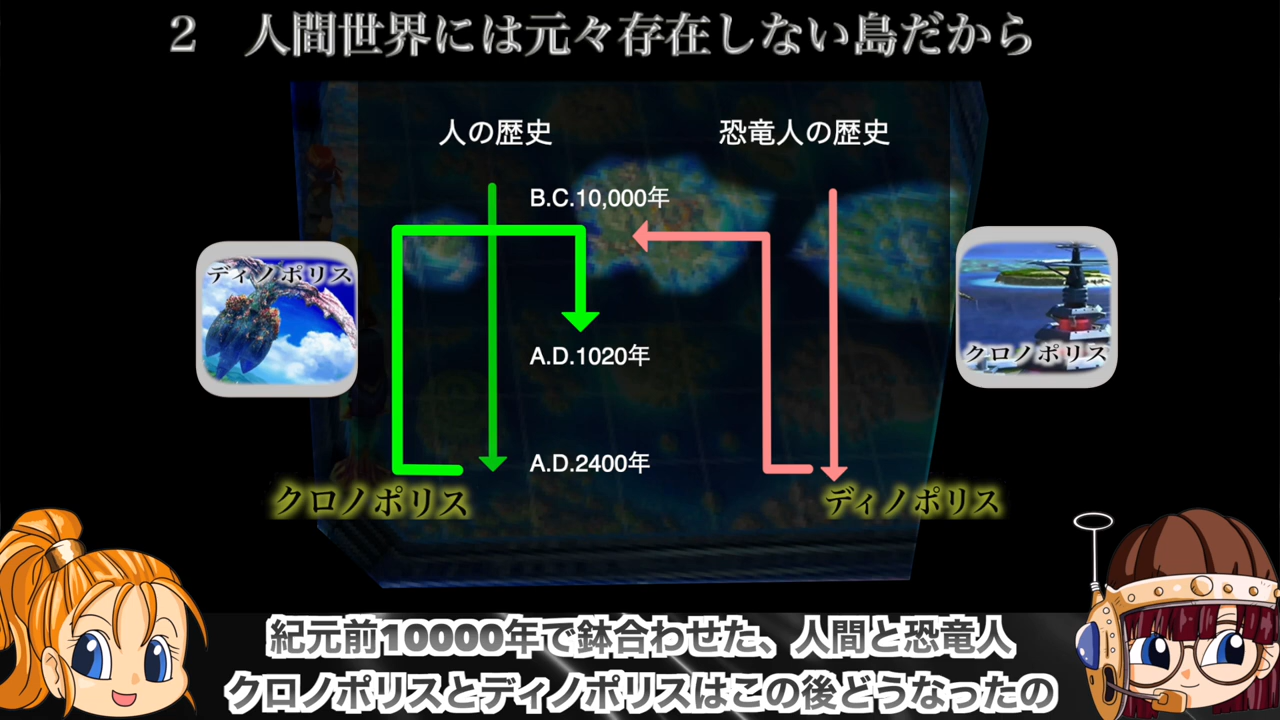 ２　人間世界には元々存在しない島だから
人の歴史
恐竜人の歴史
B.C.10,000年
ディノポリス
クロノポリス
A.D.1020年
A.D.2400年
クロノポリス
ディノポリス
紀元前10000年で鉢合わせた、人間と恐竜人
クロノポリスとディノポリスはこの後どうなったの